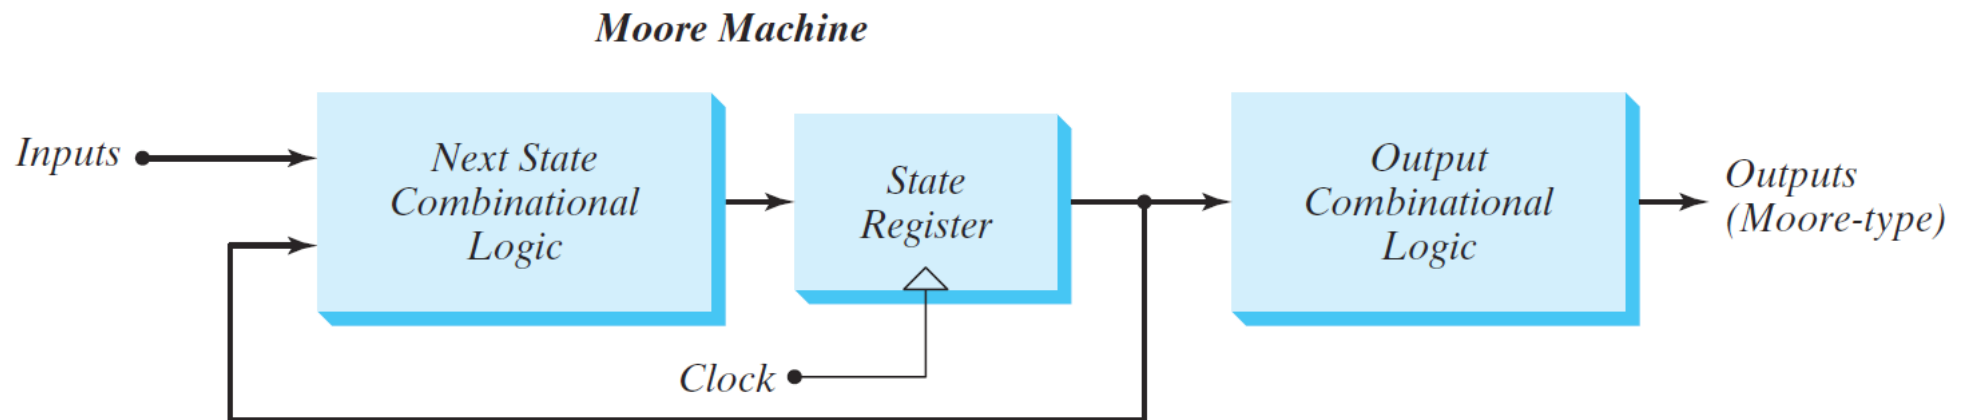 Moore Machine
Inputs
Next State
Combinational
Logic
State
Register
Output
Combinational
Logic
Outputs
(Moore-type)
Clock